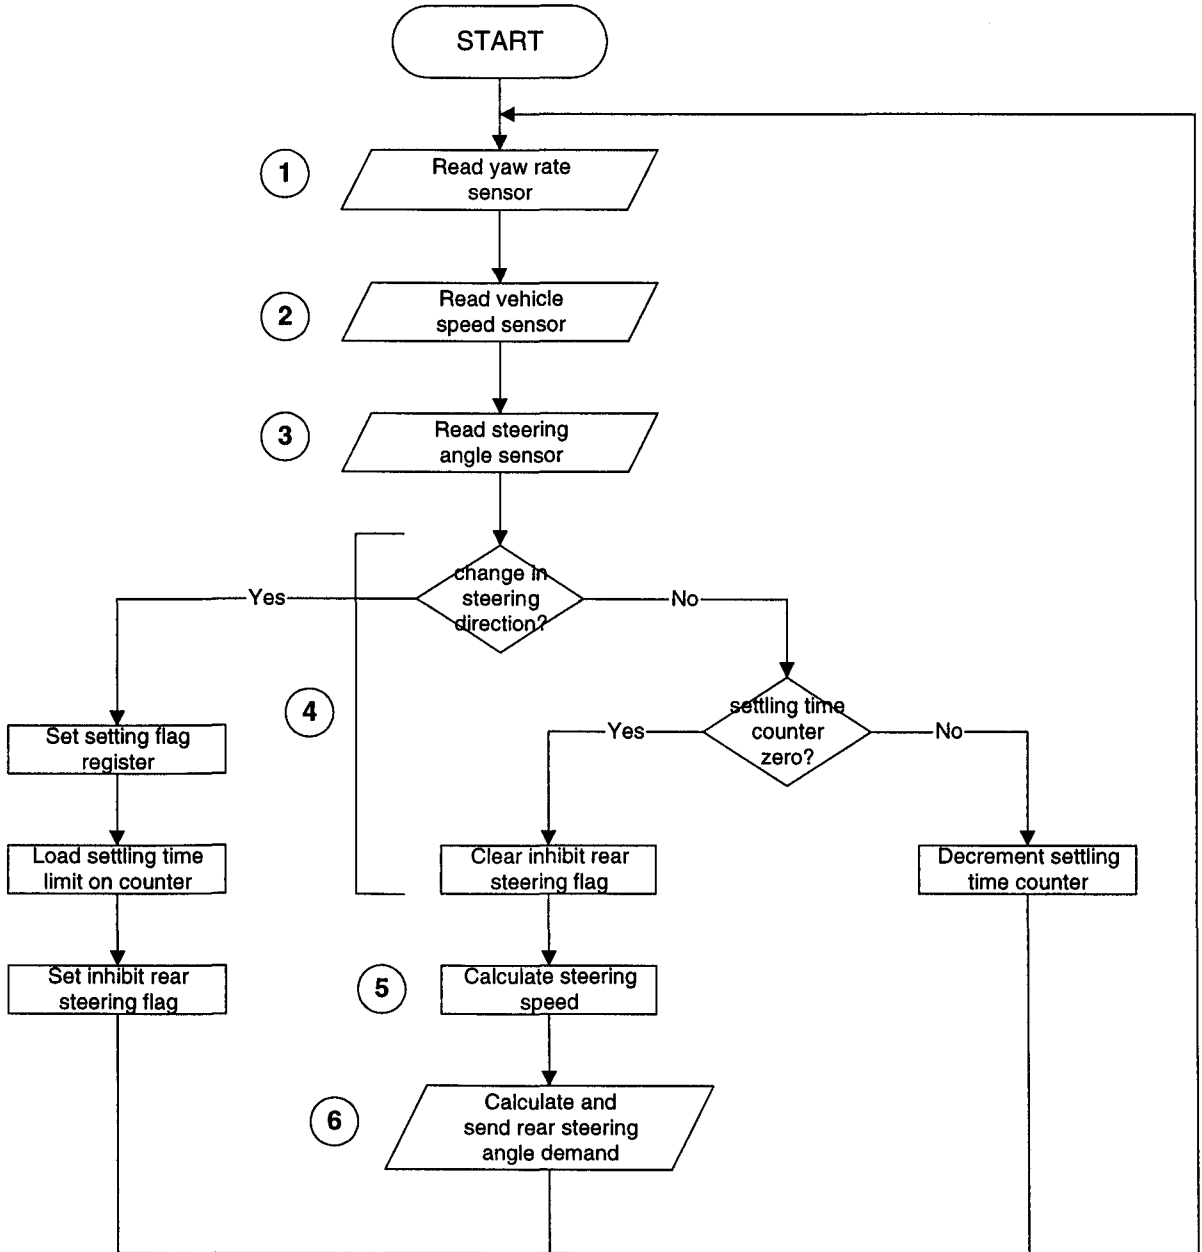 START
1
Read yaw rate
sensor
2
Read vehicle
speed sensor
3
Read steering
angle sensor
change in
steering
direction?
Yes
No
4
settling time
counter
zero?
Yes
No
Set setting flag
register
Load settling time
limit on counter
Clear inhibit rear
steering flag
Decrement settling
time counter
Set inhibit rear
steering flag
5
Calculate steering
speed
6
Calculate and
send rear steering
angle demand